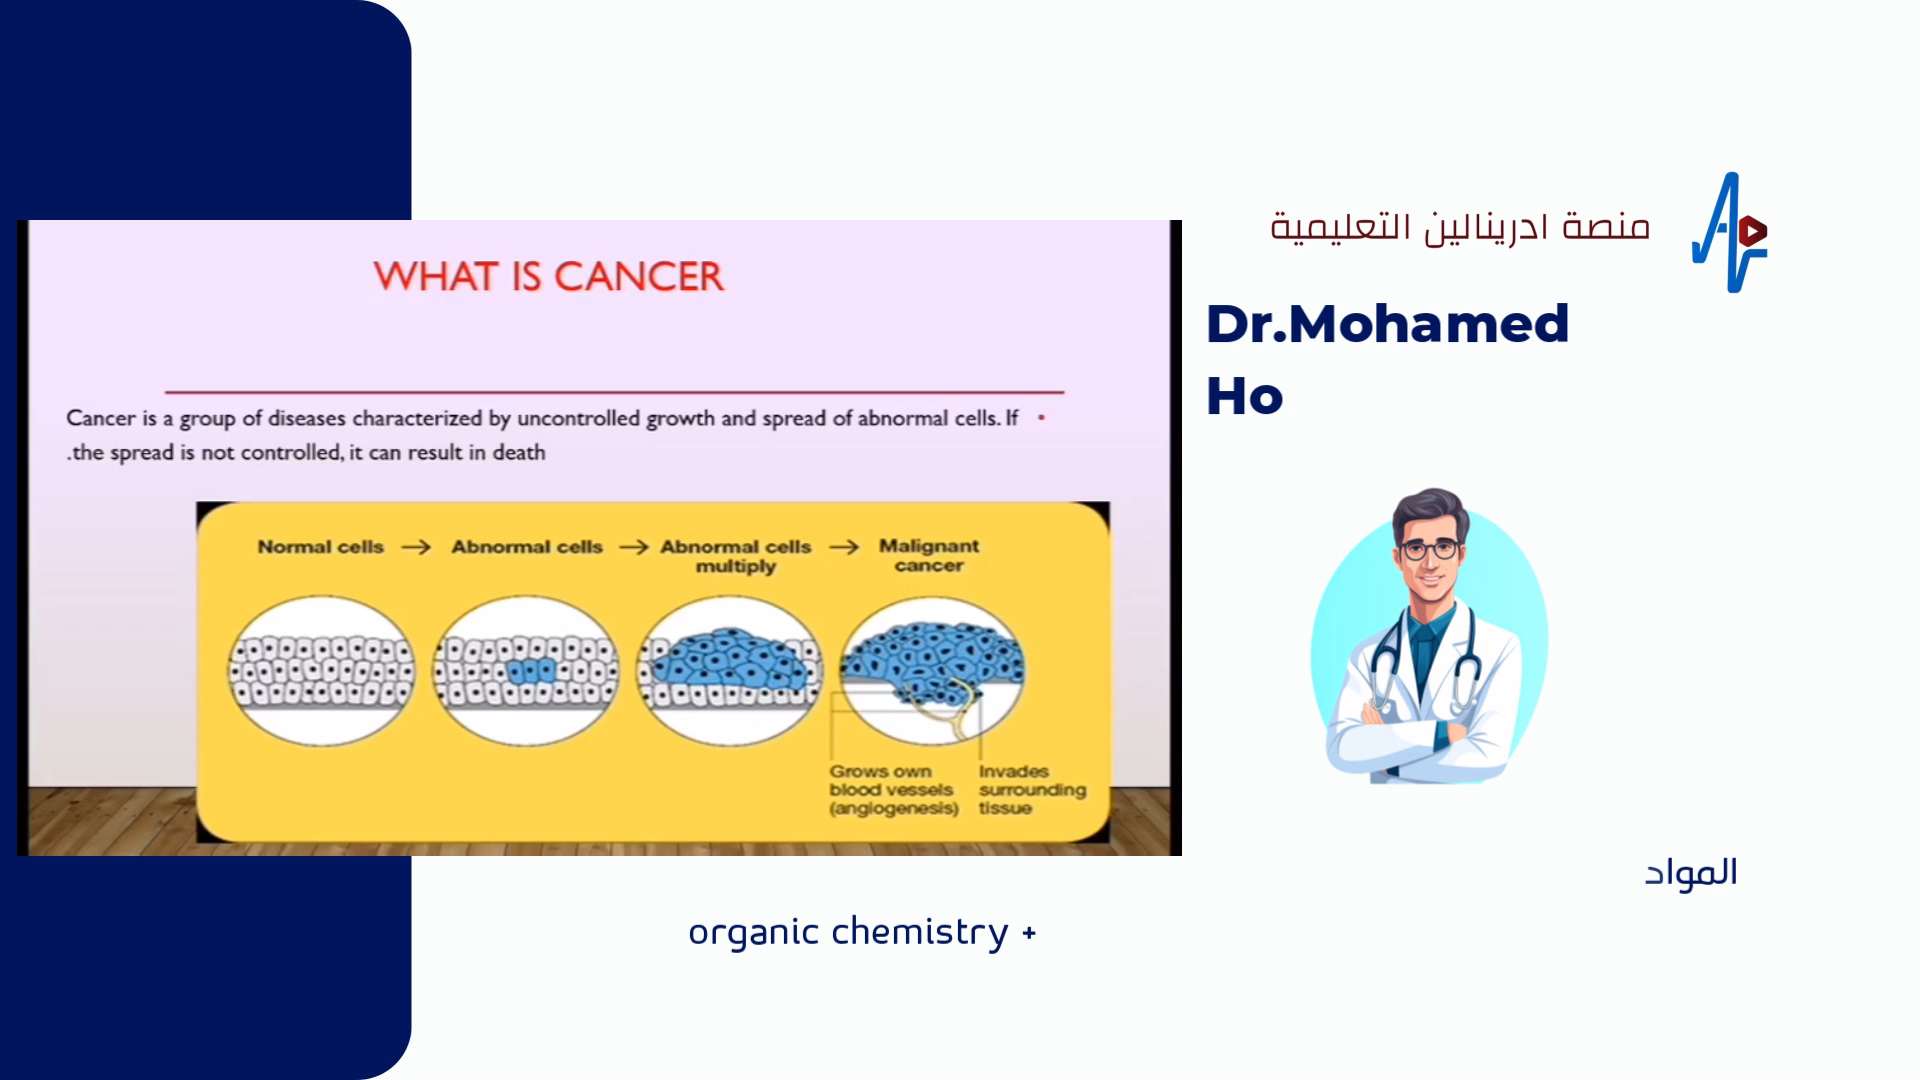 WHAT IS CANCER
Cancer is a group of diseases characterized by uncontrolled growth and spread of abnormal cells. If •
.the spread is not controlled, it can result in death
Normal cells → Abnormal cells → Abnormal cells multiply → Malignant cancer
Grows own blood vessels (angiogenesis)
Invades surrounding tissue
منصة ادرينالين التعليمية
Dr.Mohamed
Ho
المواد
organic chemistry +